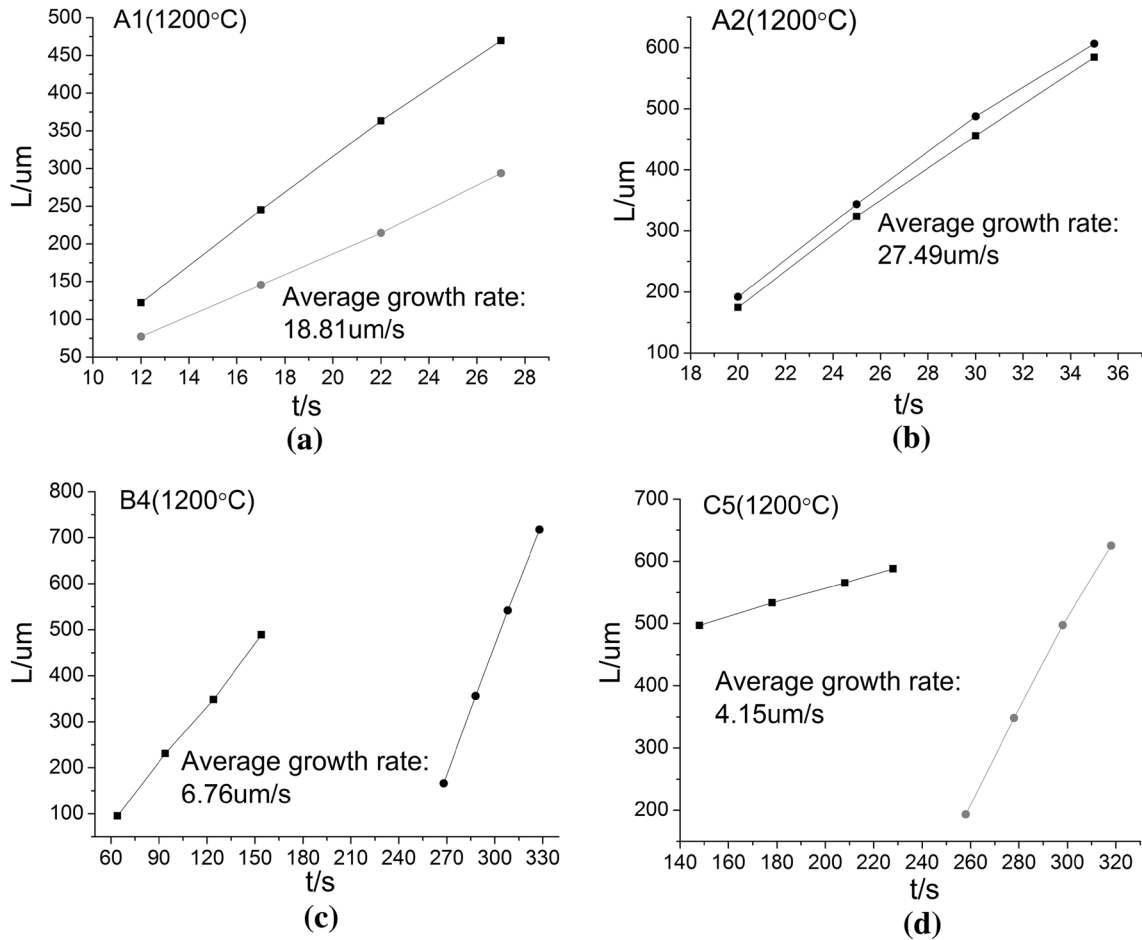 A1(1200°C)
500
450
400
350
300
250
200
150
100
50
L/um
Average growth rate:
18.81um/s
10 12 14 16 18 20 22 24 26 28
t/s
(a)
A2(1200°C)
600
500
400
300
200
100
L/um
Average growth rate:
27.49um/s
18 20 22 24 26 28 30 32 34 36
t/s
(b)
B4(1200°C)
800
700
600
500
400
300
200
100
L/um
Average growth rate:
6.76um/s
60 90 120 150 180 210 240 270 300 330
t/s
(c)
C5(1200°C)
700
600
500
400
300
200
L/um
Average growth rate:
4.15um/s
140 160 180 200 220 240 260 280 300 320
t/s
(d)